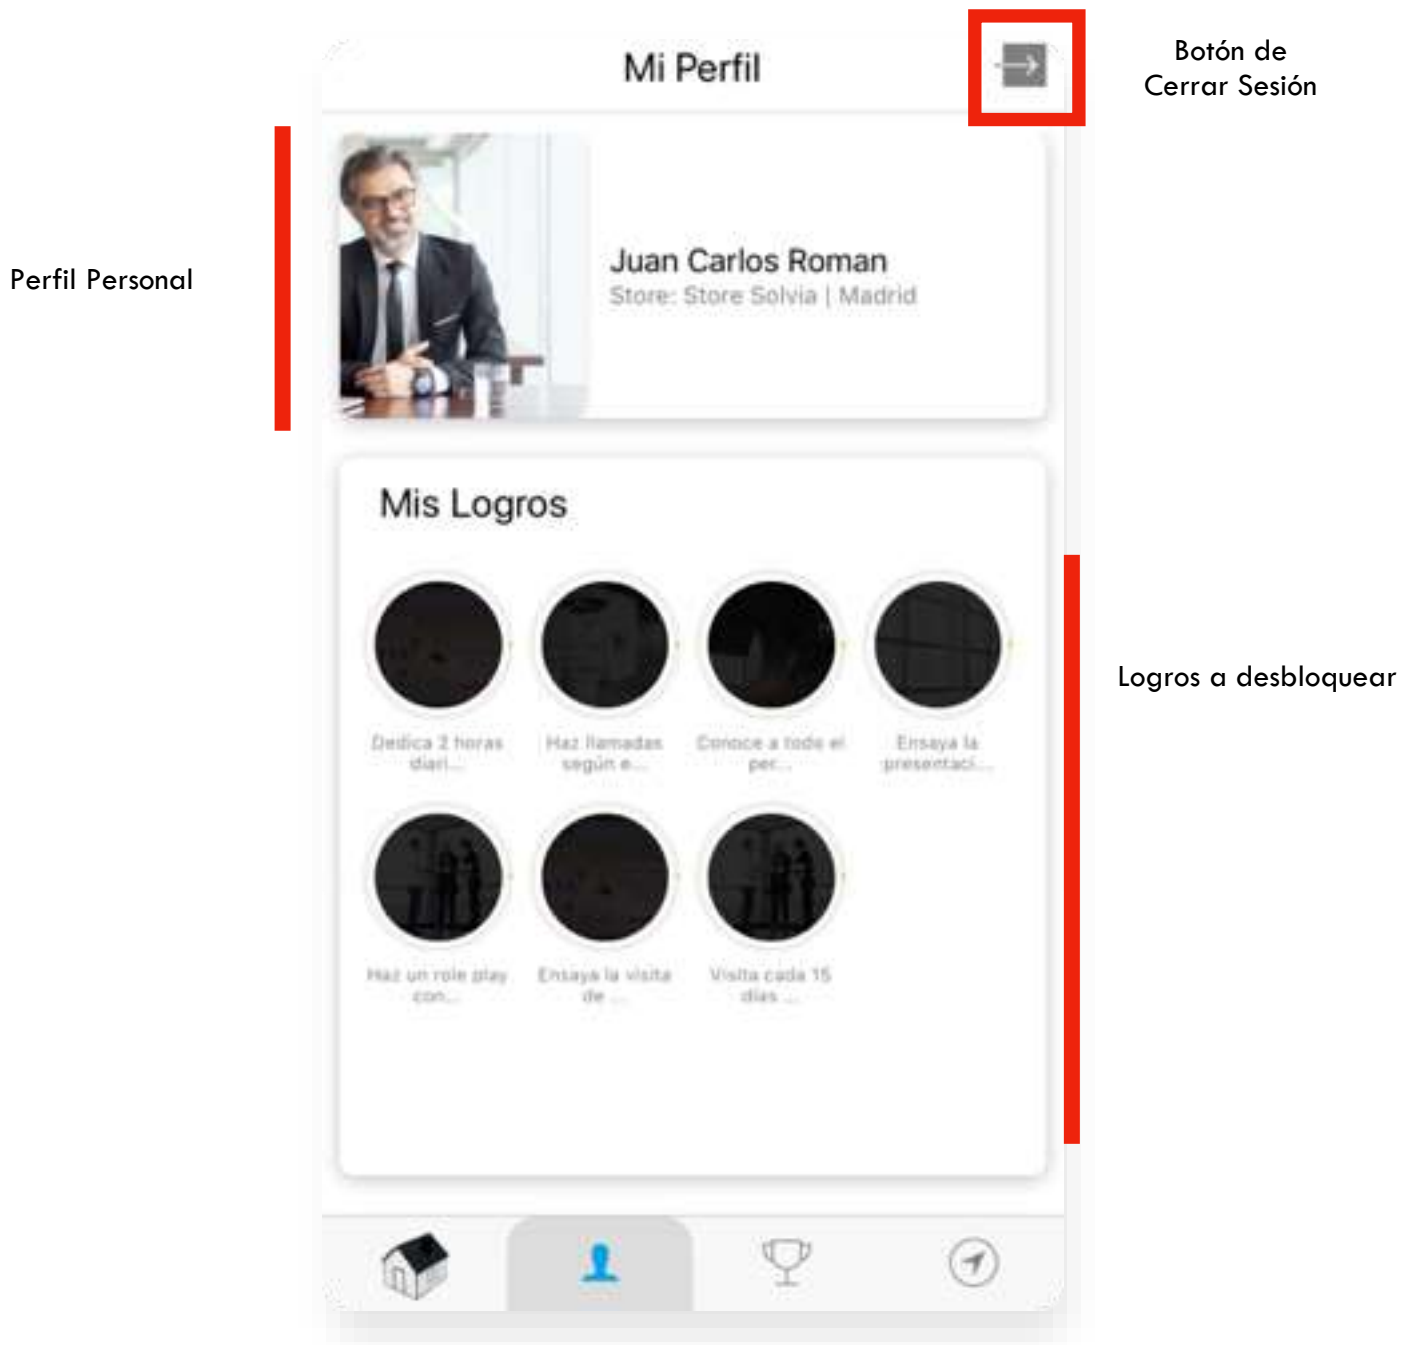 Mi Perfil
Botón de
Cerrar Sesión
Perfil Personal
Juan Carlos Roman
Store: Store Solvia | Madrid
Mis Logros
Dedica 2 horas
diari...
Haz llamadas
según e...
Conoce a todo el
per...
Ensaya la
presentaci...
Logros a desbloquear
Haz un role play
con...
Ensaya la visita
de ...
Visita cada 15
días ...